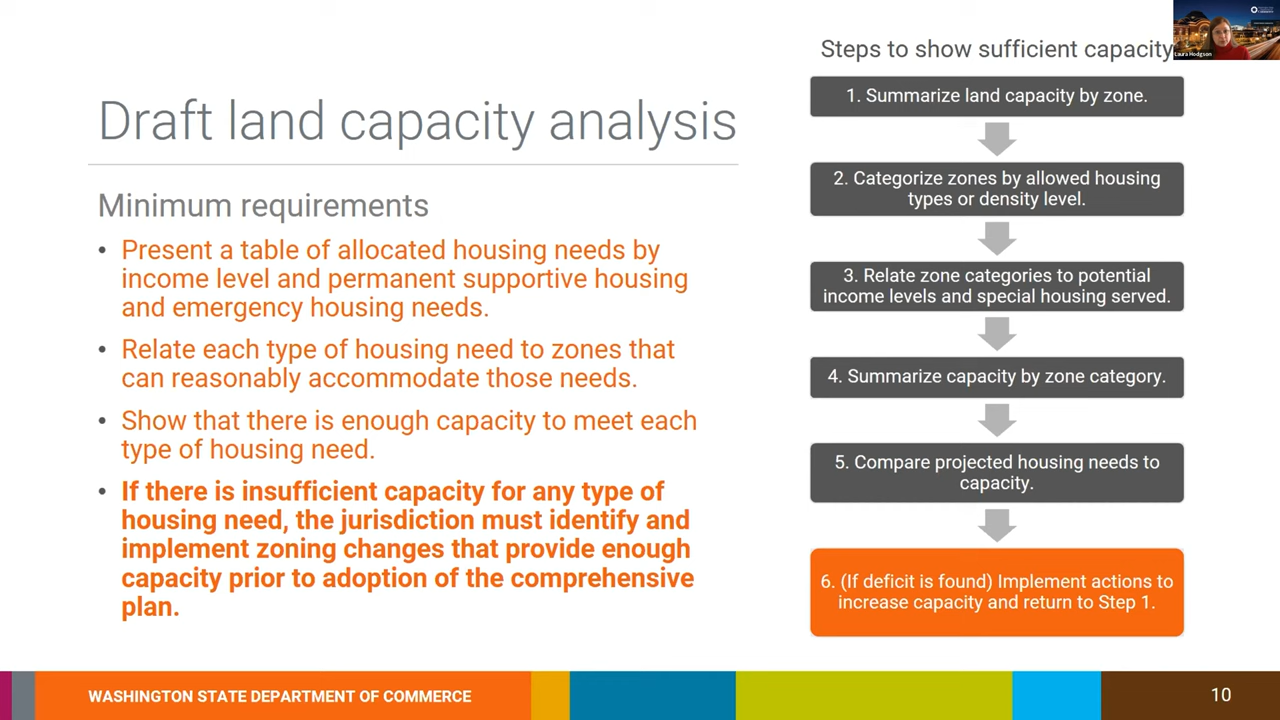 Steps to show sufficient capacity
Laura Hodgson
Draft land capacity analysis
Minimum requirements
• Present a table of allocated housing needs by
income level and permanent supportive housing
and emergency housing needs.
• Relate each type of housing need to zones that
can reasonably accommodate those needs.
• Show that there is enough capacity to meet each
type of housing need.
• If there is insufficient capacity for any type of
housing need, the jurisdiction must identify and
implement zoning changes that provide enough
capacity prior to adoption of the comprehensive
plan.
1. Summarize land capacity by zone.
2. Categorize zones by allowed housing
types or density level.
3. Relate zone categories to potential
income levels and special housing served.
4. Summarize capacity by zone category.
5. Compare projected housing needs to
capacity.
6. (If deficit is found) Implement actions to
increase capacity and return to Step 1.
WASHINGTON STATE DEPARTMENT OF COMMERCE
10